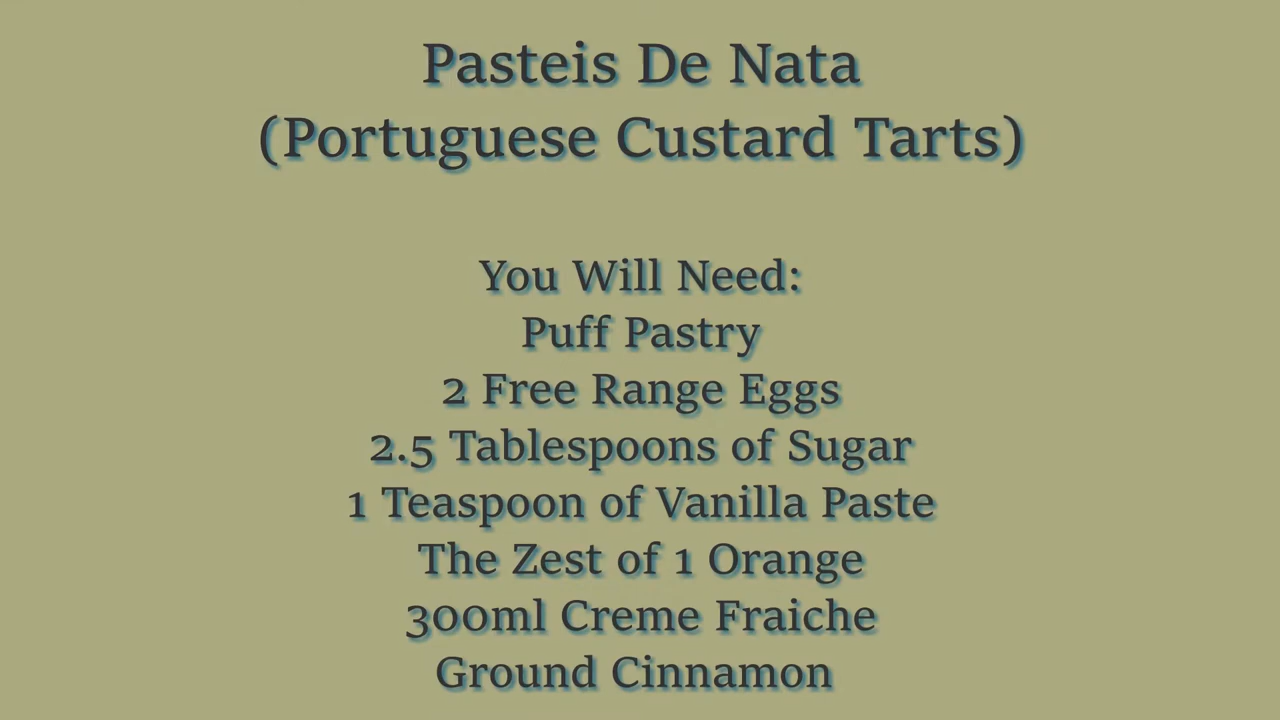 Pasteis De Nata
(Portuguese Custard Tarts)
You Will Need:
Puff Pastry
2 Free Range Eggs
2.5 Tablespoons of Sugar
1 Teaspoon of Vanilla Paste
The Zest of 1 Orange
300ml Creme Fraiche
Ground Cinnamon